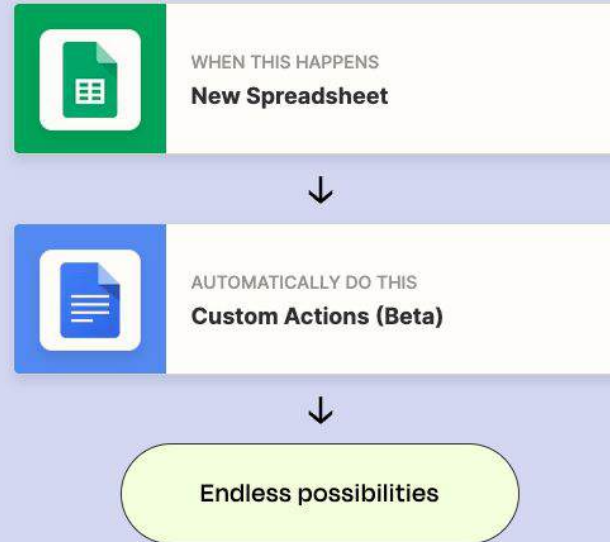 WHEN THIS HAPPENS
New Spreadsheet
AUTOMATICALLY DO THIS
Custom Actions (Beta)
Endless possibilities